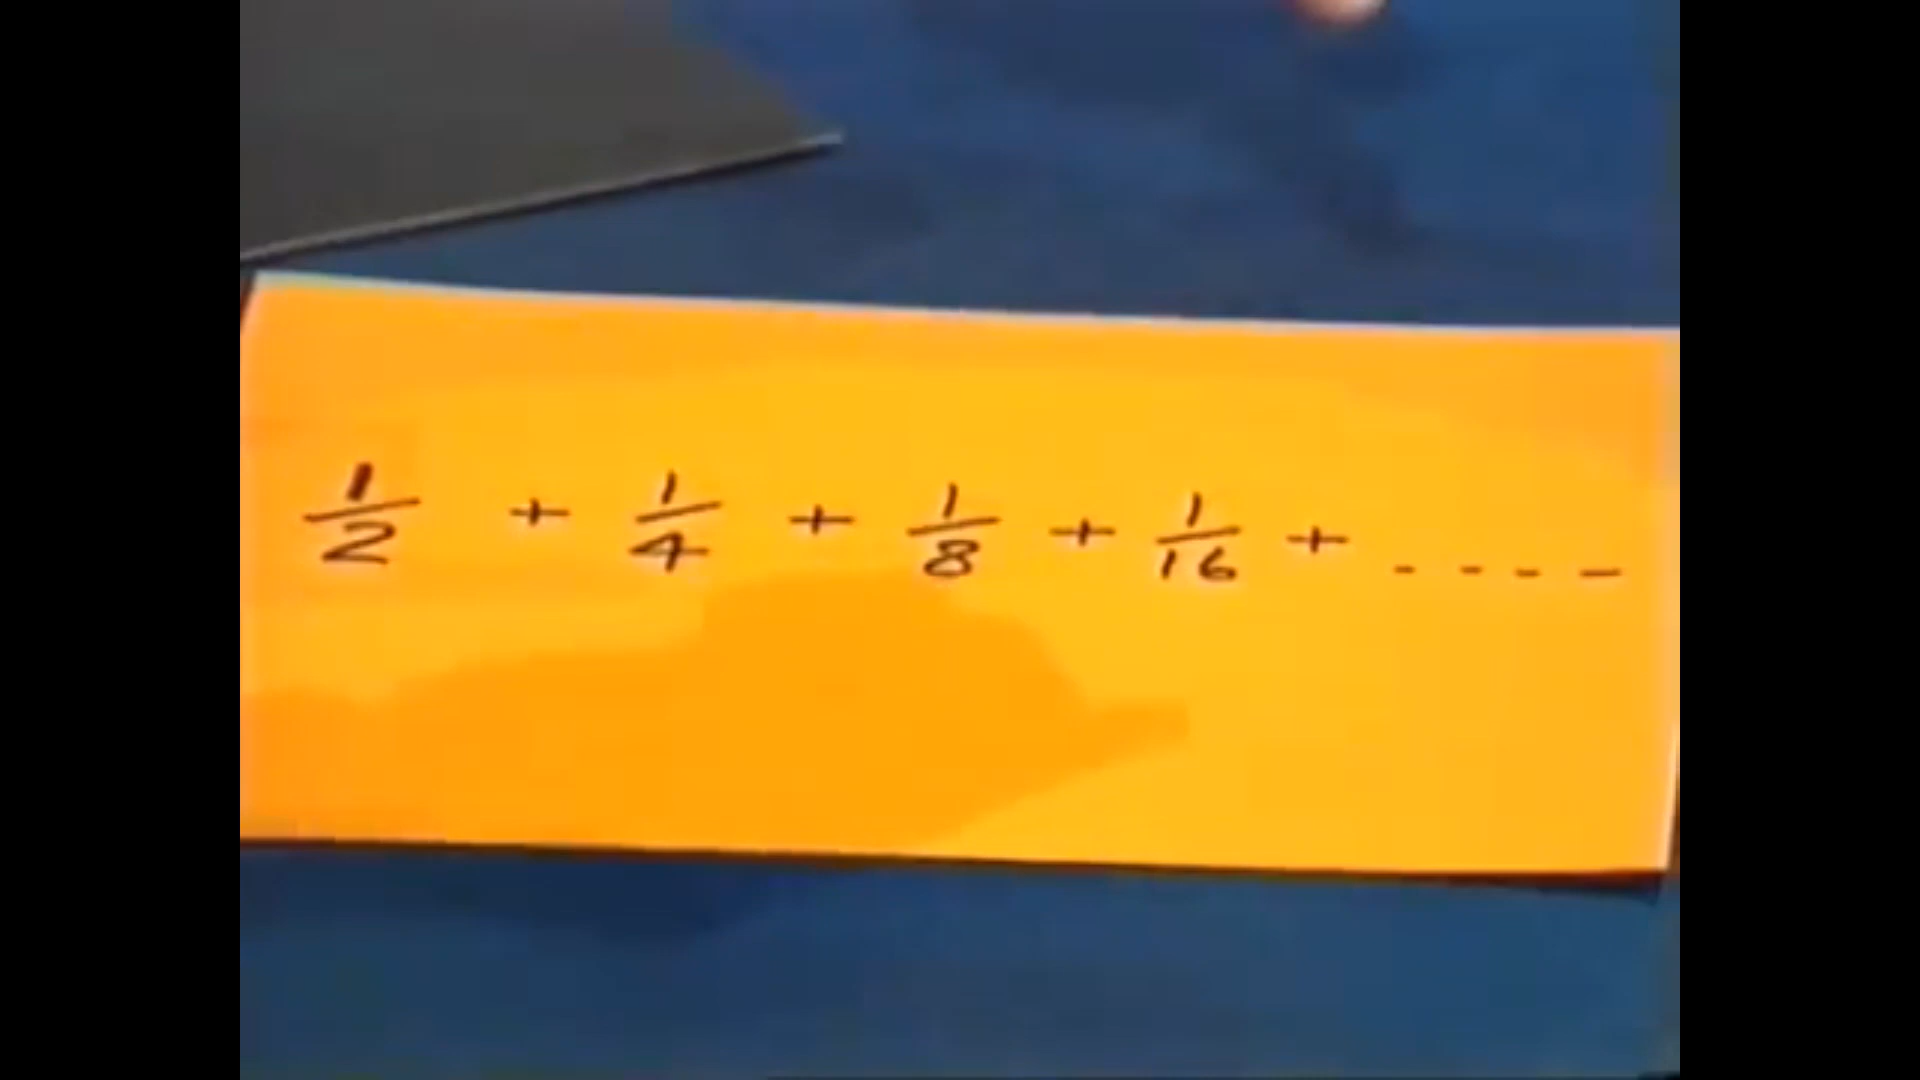 1/2 + 1/4 + 1/8 + 1/16 + ----